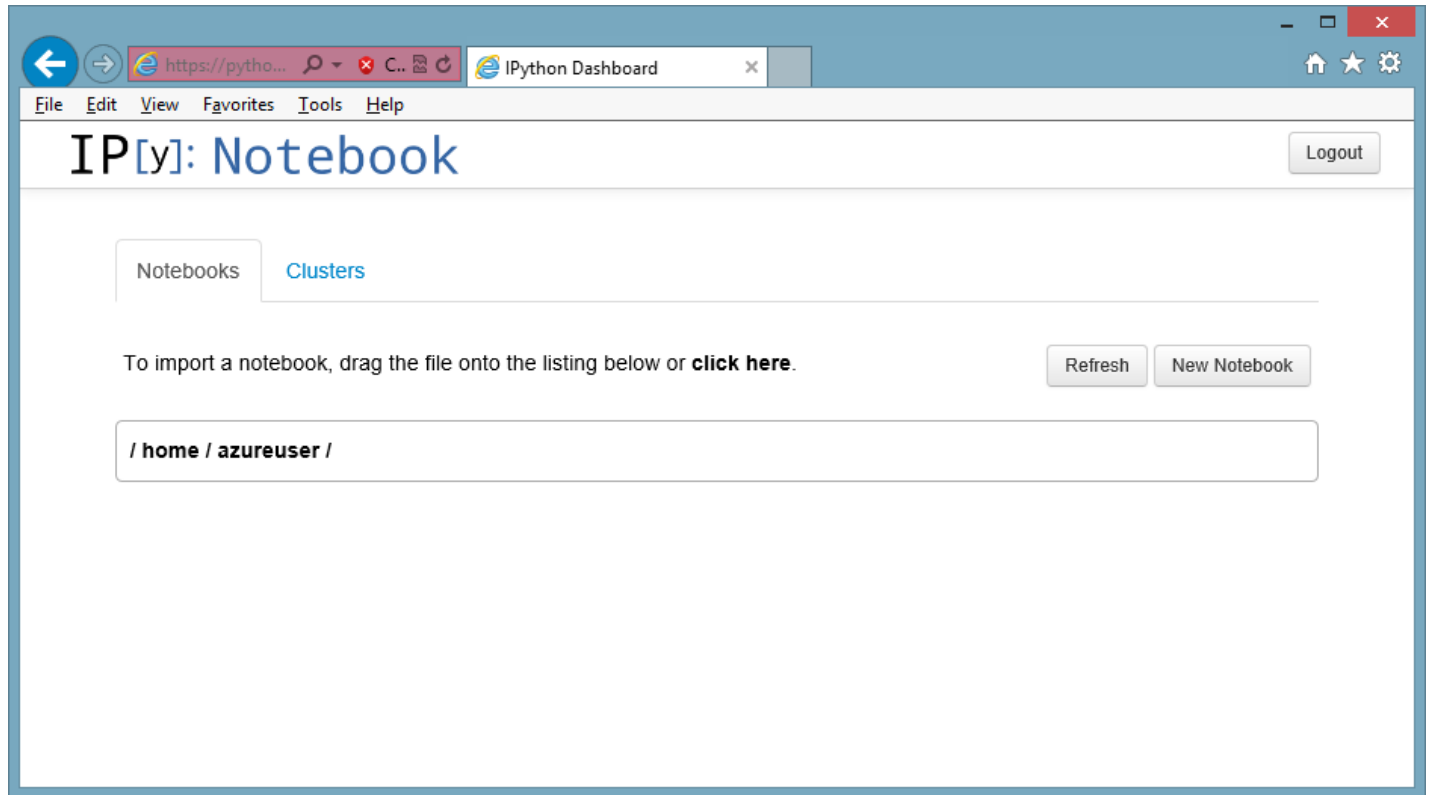 https://pytho... C.. IPython Dashboard
File Edit View Favorites Tools Help
IP[y]: Notebook Logout
Notebooks Clusters
To import a notebook, drag the file onto the listing below or click here. Refresh New Notebook
/ home / azureuser /